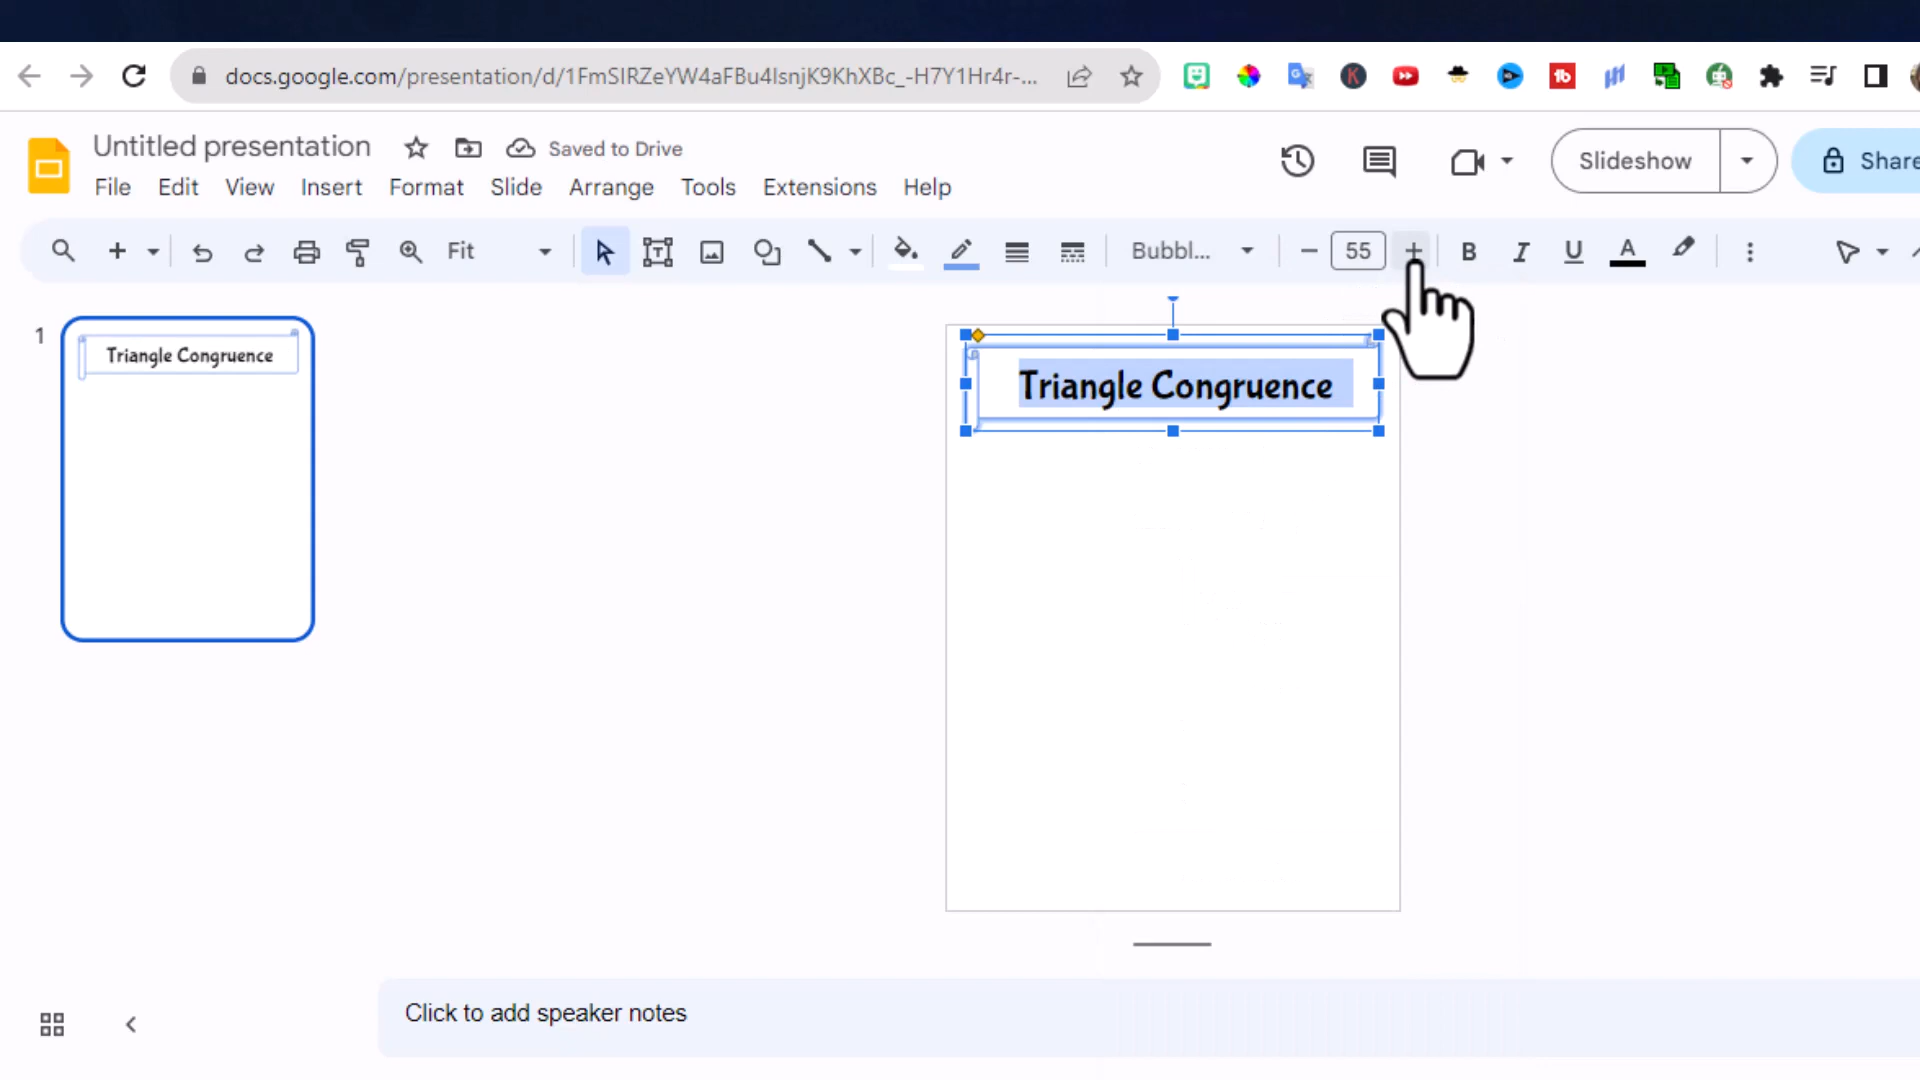 docs.google.com/presentation/d/1FmSIRZeYW4aFBu4IsnjK9KhXBc_-H7Y1Hr4r-...
Untitled presentation
Saved to Drive
File Edit View Insert Format Slide Arrange Tools Extensions Help
Slideshow
Share
Fit
Bubbl...
55
1
Triangle Congruence
Triangle Congruence
Click to add speaker notes